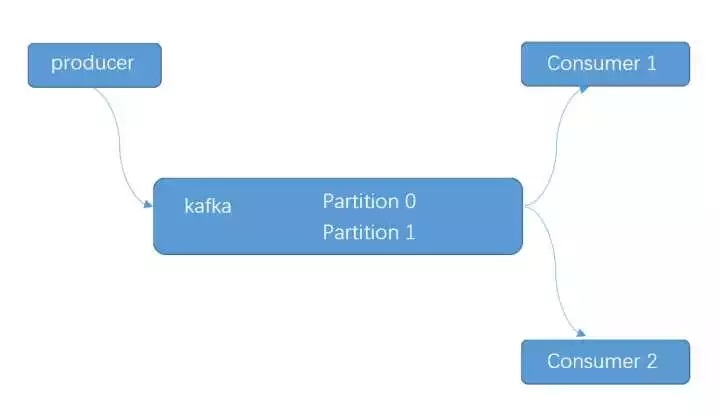 producer
Consumer 1
kafka
Partition 0
Partition 1
Consumer 2